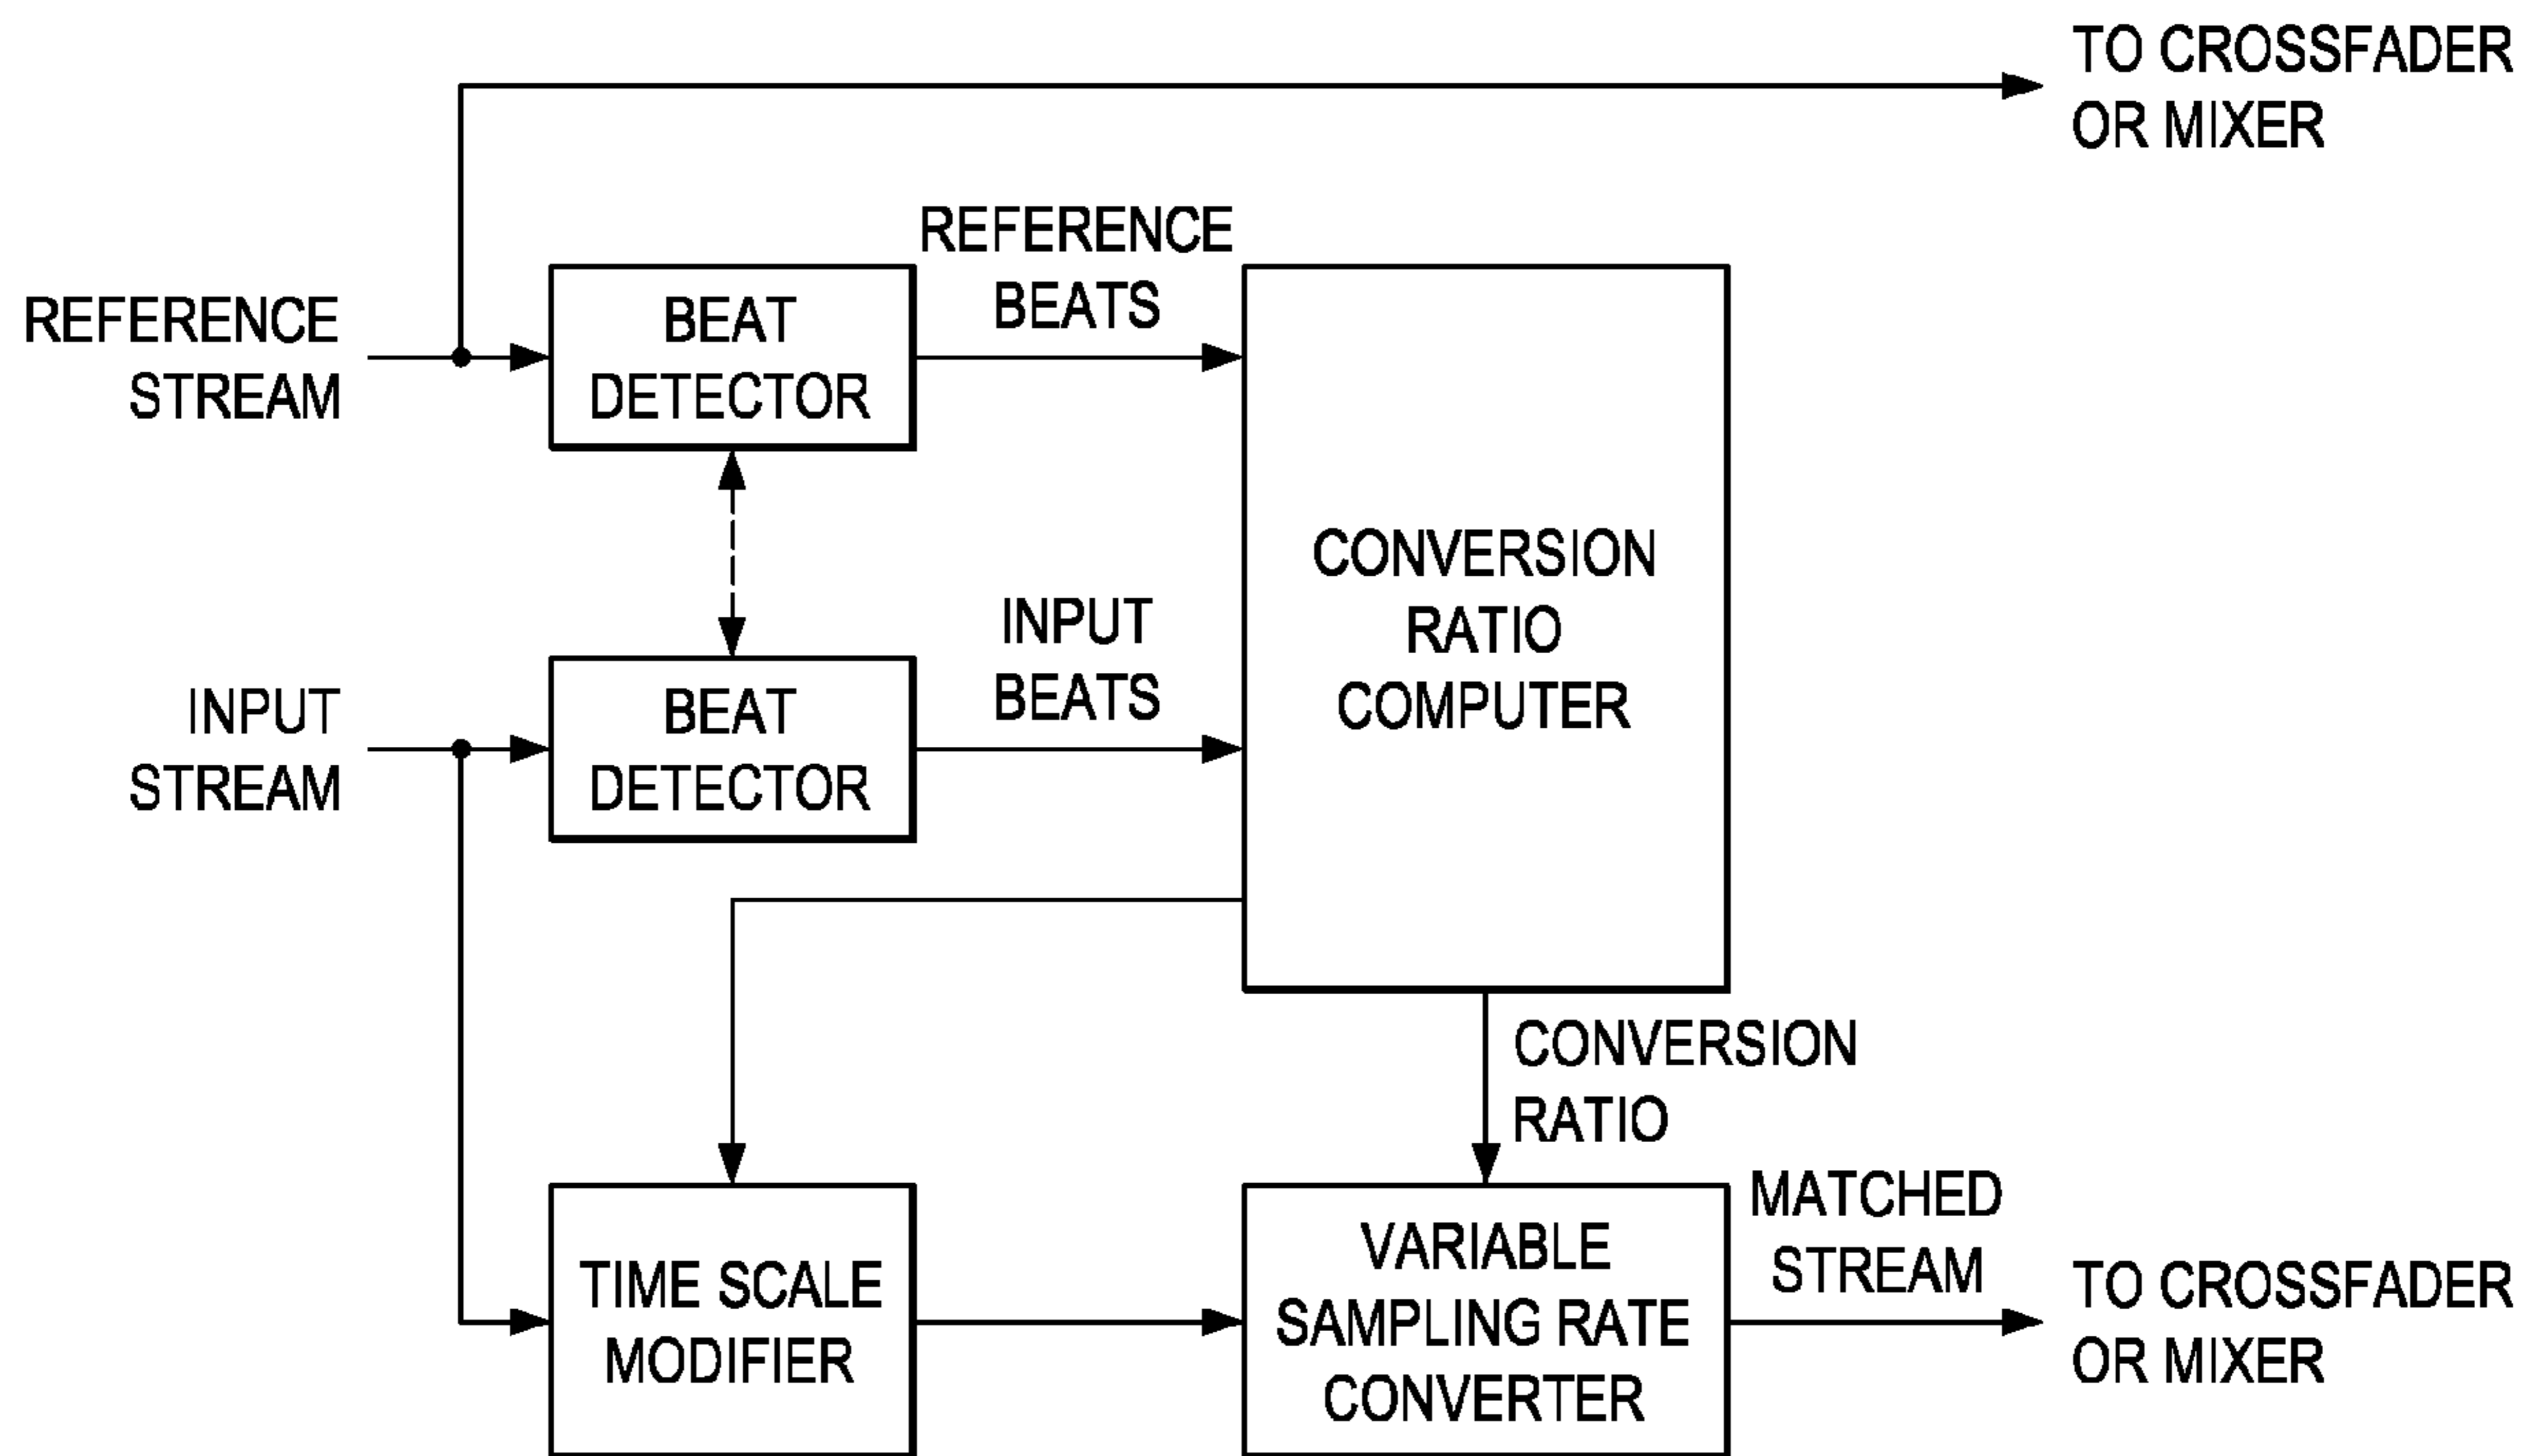 TO CROSSFADER
OR MIXER
REFERENCE
BEATS
REFERENCE
STREAM
BEAT
DETECTOR
CONVERSION
RATIO
COMPUTER
INPUT
BEATS
INPUT
STREAM
BEAT
DETECTOR
CONVERSION
RATIO
MATCHED
STREAM
TIME SCALE
MODIFIER
VARIABLE
SAMPLING RATE
CONVERTER
TO CROSSFADER
OR MIXER